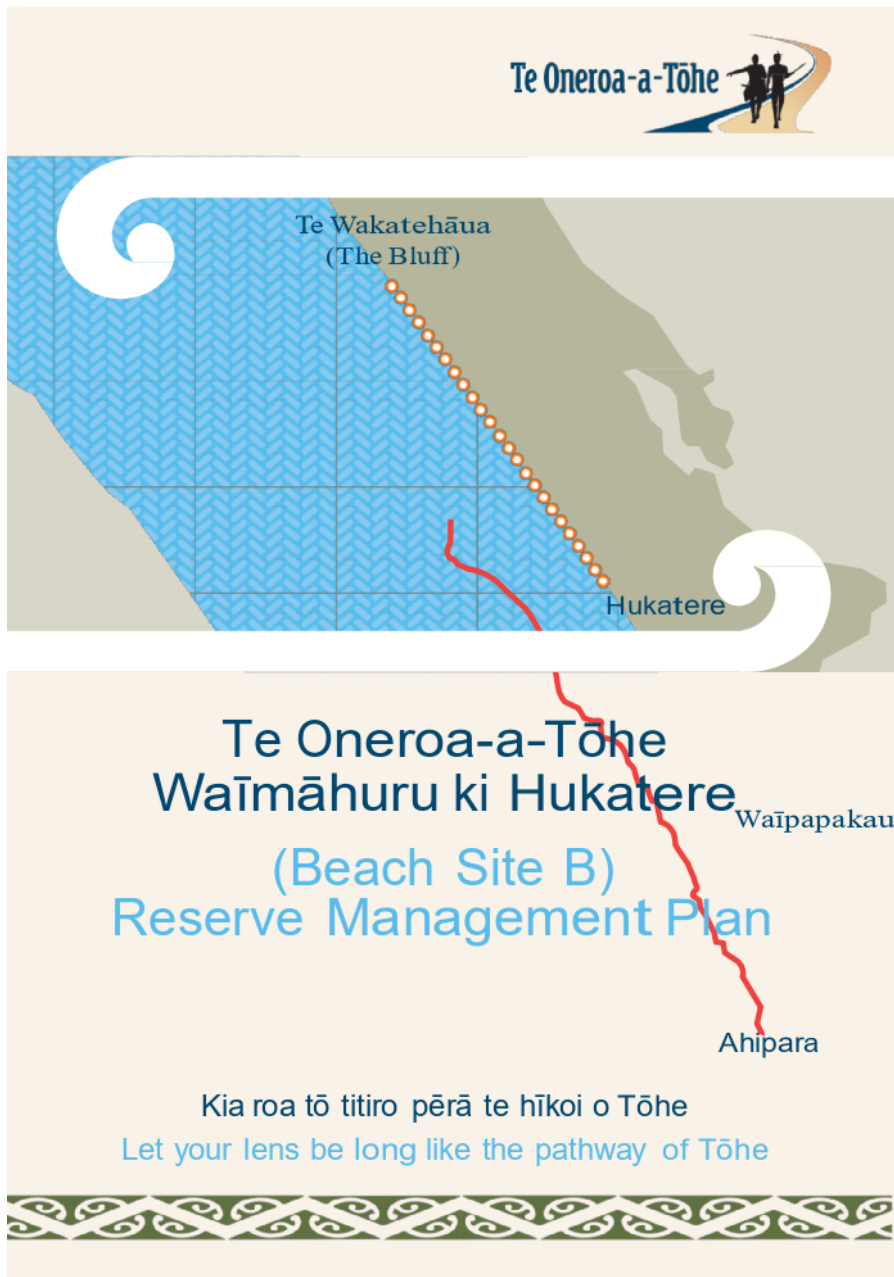 Te Oneroa-a-Tōhe
Te Wakatehāua
(The Bluff)
Hukatere
Te Oneroa-a-Tōhe
Waīmāhuru ki Hukatere
Waīpapakau
(Beach Site B)
Reserve Management Plan
Ahipara
Kia roa tō titiro pērā te hīkoi o Tōhe
Let your lens be long like the pathway of Tōhe